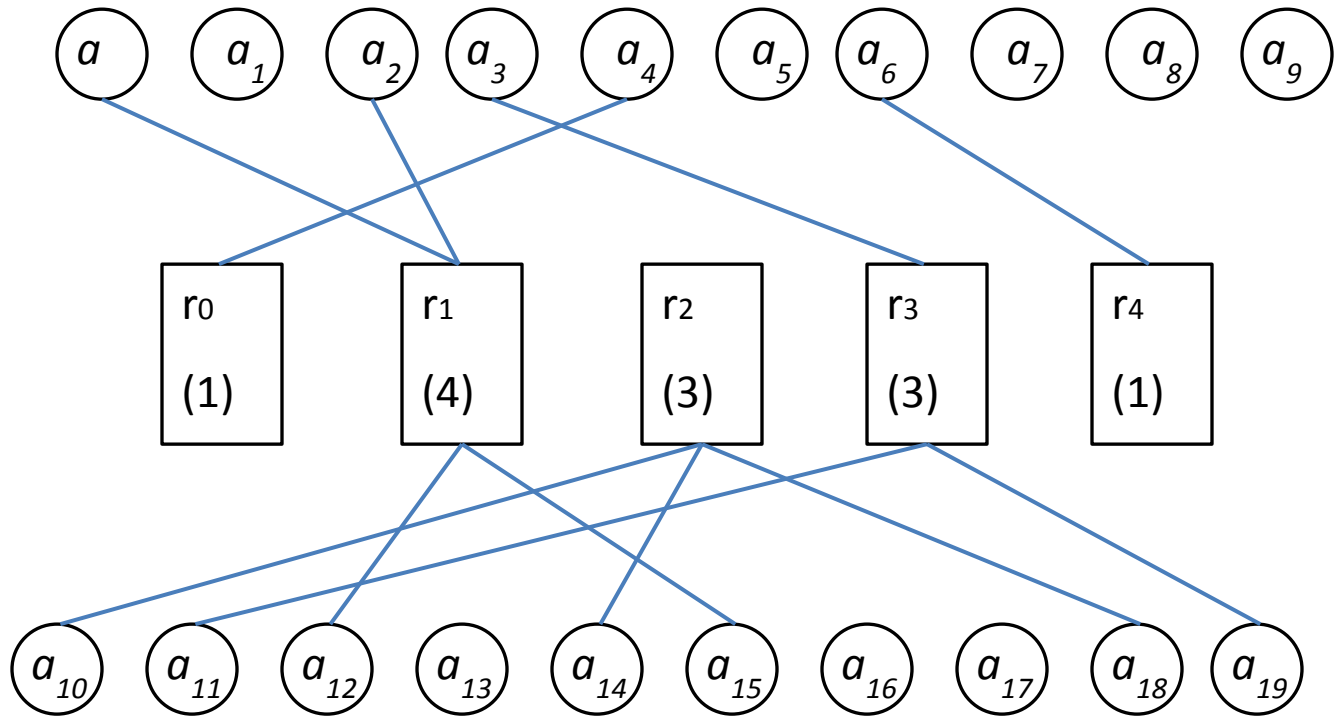 a a1 a2 a3 a4 a5 a6 a7 a8 a9
r0 r1 r2 r3 r4
(1) (4) (3) (3) (1)
a10 a11 a12 a13 a14 a15 a16 a17 a18 a19